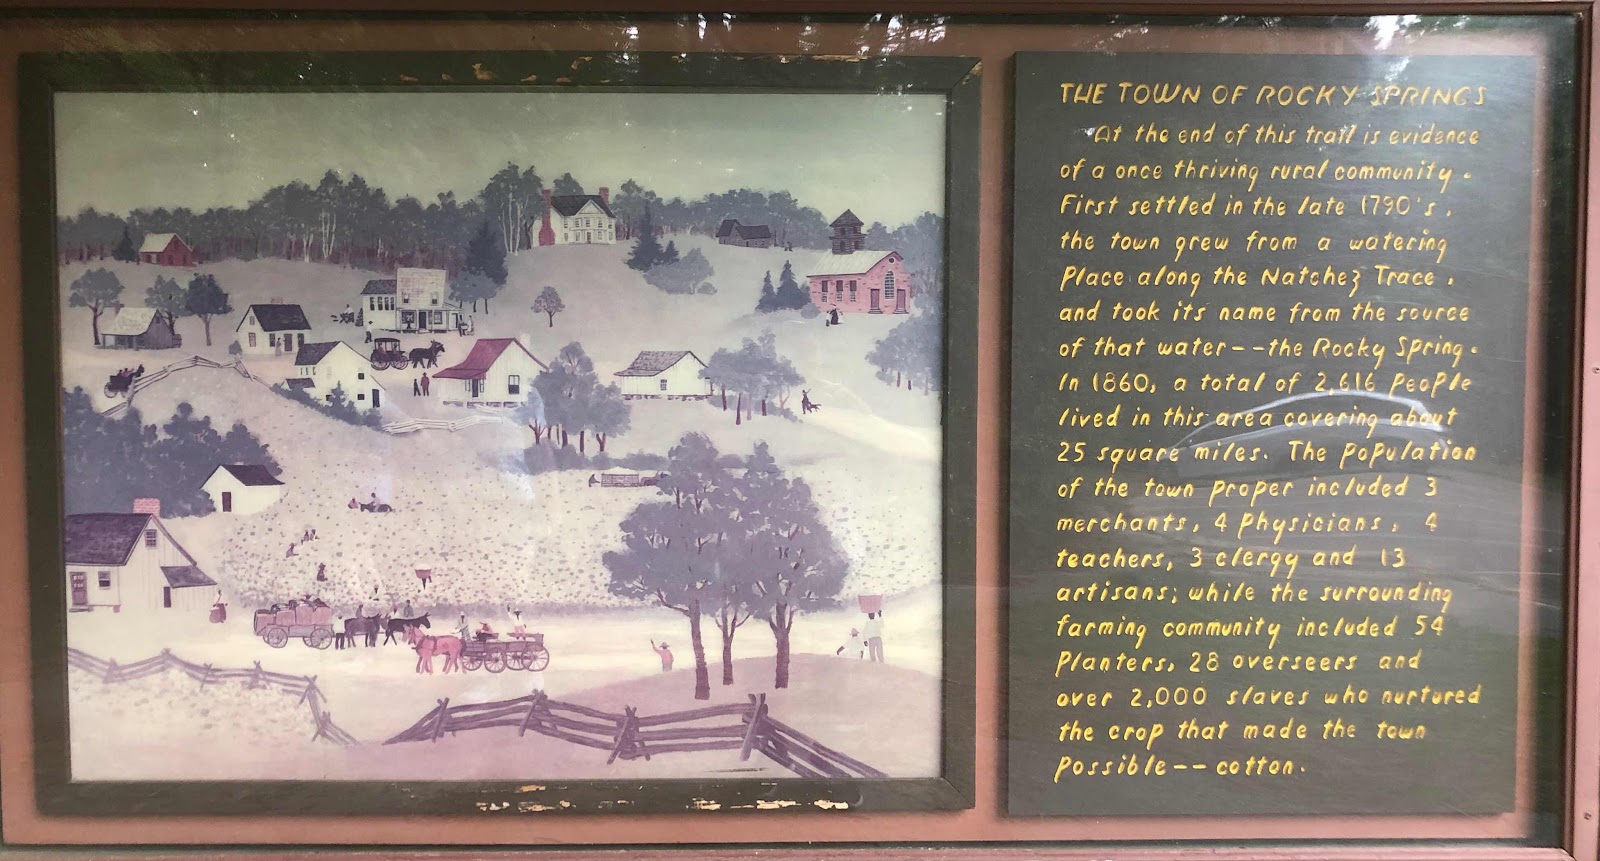 THE TOWN OF ROCKY SPRINGS
At the end of this trail is evidence
of a once thriving rural community.
First settled in the late 1790's,
the town grew from a watering
place along the Natchez Trace,
and took its name from the source
of that water--the Rocky Spring.
In 1860, a total of 2,616 people
lived in this area covering about
25 square miles. The population
of the town proper included 3
merchants, 4 physicians, 4
teachers, 3 clergy and 13
artisans; while the surrounding
farming community included 54
planters, 28 overseers and
over 2,000 slaves who nurtured
the crop that made the town
possible--cotton.